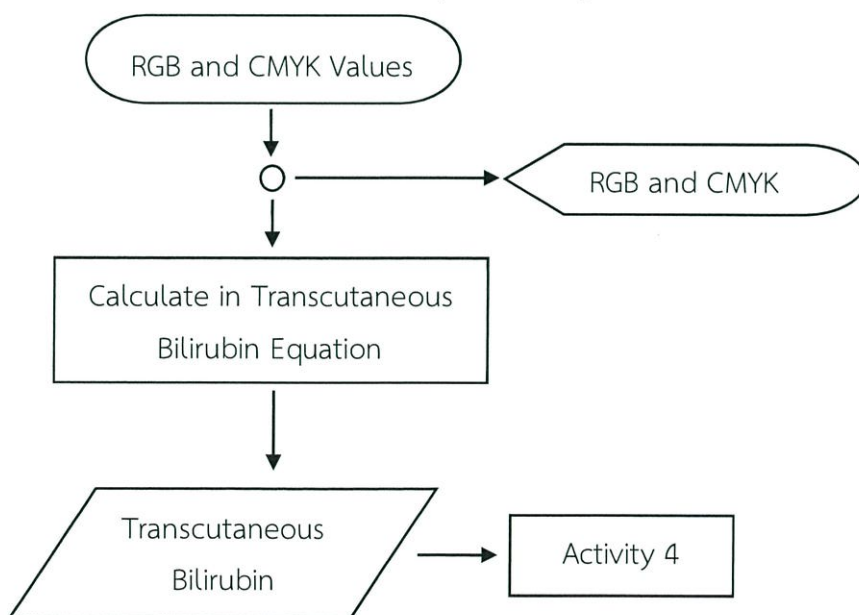 RGB and CMYK Values
RGB and CMYK
Calculate in Transcutaneous
Bilirubin Equation
Transcutaneous
Bilirubin
Activity 4